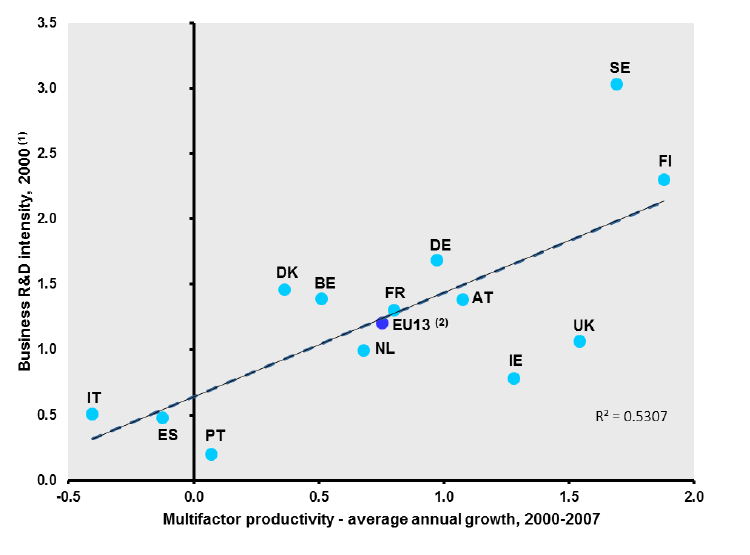 3.5
SE
3.0
FI
2.5
2.0
DE
DK
BE
1.5
FR
AT
EU13 (2)
UK
NL
1.0
IE
IT
0.5
R² = 0.5307
ES
PT
0.0
-0.5 0.0 0.5 1.0 1.5 2.0
Multifactor productivity - average annual growth, 2000-2007
Business R&D intensity, 2000 (1)